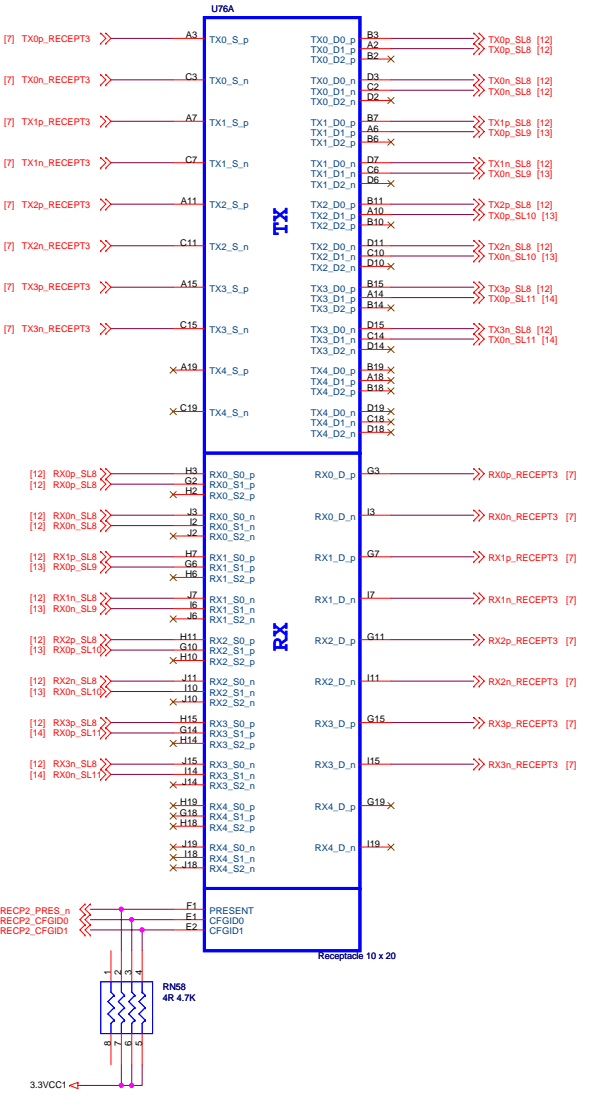 U76A
[7] TX0p_RECEPT3 A3 TX0_S_p TX0_D0_p B3 TX0p_SL8 [12]
TX0_D1_p A2 TX0p_SL8 [12]
TX0_D2_p B2
[7] TX0n_RECEPT3 C3 TX0_S_n TX0_D0_n D3 TX0n_SL8 [12]
TX0_D1_n C2 TX0n_SL8 [12]
TX0_D2_n D2
[7] TX1p_RECEPT3 A7 TX1_S_p TX1_D0_p B7 TX1p_SL8 [12]
TX1_D1_p A6 TX0p_SL9 [13]
TX1_D2_p B6
[7] TX1n_RECEPT3 C7 TX1_S_n TX1_D0_n D7 TX1n_SL8 [12]
TX1_D1_n C6 TX0n_SL9 [13]
TX1_D2_n D6
[7] TX2p_RECEPT3 A11 TX2_S_p TX2_D0_p B11 TX2p_SL8 [12]
TX2_D1_p A10 TX0p_SL10 [13]
TX2_D2_p B10
TX
[7] TX2n_RECEPT3 C11 TX2_S_n TX2_D0_n D11 TX2n_SL8 [12]
TX2_D1_n C10 TX0n_SL10 [13]
TX2_D2_n D10
[7] TX3p_RECEPT3 A15 TX3_S_p TX3_D0_p B15 TX3p_SL8 [12]
TX3_D1_p A14 TX0p_SL11 [14]
TX3_D2_p B14
[7] TX3n_RECEPT3 C15 TX3_S_n TX3_D0_n D15 TX3n_SL8 [12]
TX3_D1_n C14 TX0n_SL11 [14]
TX3_D2_n D14
A19 TX4_S_p TX4_D0_p B19
TX4_D1_p A18
TX4_D2_p B18
C19 TX4_S_n TX4_D0_n D19
TX4_D1_n C18
TX4_D2_n D18
[12] RX0p_SL8 H3 RX0_S0_p RX0_D_p G3 RX0p_RECEPT3 [7]
[12] RX0p_SL8 G2 RX0_S1_p
H2 RX0_S2_p
[12] RX0n_SL8 J3 RX0_S0_n RX0_D_n I3 RX0n_RECEPT3 [7]
[12] RX0n_SL8 I2 RX0_S1_n
J2 RX0_S2_n
[12] RX1p_SL8 H7 RX1_S0_p RX1_D_p G7 RX1p_RECEPT3 [7]
[13] RX0p_SL9 G6 RX1_S1_p
H6 RX1_S2_p
[12] RX1n_SL8 J7 RX1_S0_n RX1_D_n I7 RX1n_RECEPT3 [7]
[13] RX0n_SL9 I6 RX1_S1_n
J6 RX1_S2_n
RX
[12] RX2p_SL8 H11 RX2_S0_p RX2_D_p G11 RX2p_RECEPT3 [7]
[13] RX0p_SL10 G10 RX2_S1_p
H10 RX2_S2_p
[12] RX2n_SL8 J11 RX2_S0_n RX2_D_n I11 RX2n_RECEPT3 [7]
[13] RX0n_SL10 I10 RX2_S1_n
J10 RX2_S2_n
[12] RX3p_SL8 H15 RX3_S0_p RX3_D_p G15 RX3p_RECEPT3 [7]
[14] RX0p_SL11 G14 RX3_S1_p
H14 RX3_S2_p
[12] RX3n_SL8 J15 RX3_S0_n RX3_D_n I15 RX3n_RECEPT3 [7]
[14] RX0n_SL11 I14 RX3_S1_n
J14 RX3_S2_n
H19 RX4_S0_p RX4_D_p G19
G18 RX4_S1_p
H18 RX4_S2_p
J19 RX4_S0_n RX4_D_n I19
I18 RX4_S1_n
J18 RX4_S2_n
RECP2_PRES_n F1 PRESENT
RECP2_CFGID0 E1 CFGID0
RECP2_CFGID1 E2 CFGID1
Receptacle 10 x 20
1 2 3 4
RN58
4R 4.7K
8 7 6 5
3.3VCC1